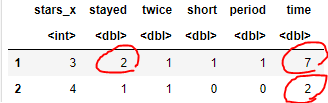 stars_x stayed twice short period time
<int> <dbl> <dbl> <dbl> <dbl> <dbl>
1 3 2 1 1 1 7
2 4 1 1 0 0 2